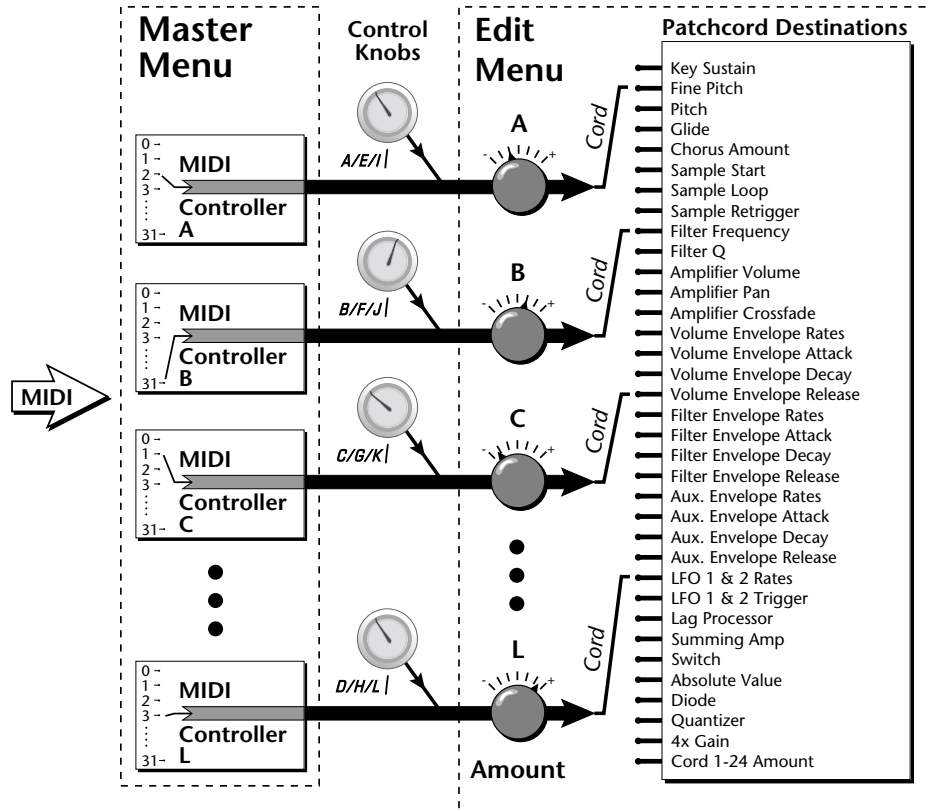 Master
Menu
Control
Knobs
Edit
Menu
Patchcord Destinations
MIDI
0
1
2
3
31
MIDI
Controller
A
A/E/I
A
- +
Cord
0
1
2
3
31
MIDI
Controller
B
B/F/J
B
- +
Cord
0
1
2
3
31
MIDI
Controller
C
C/G/K
C
- +
Cord
0
1
2
3
31
MIDI
Controller
L
D/H/L
L
- +
Cord
Amount
Key Sustain
Fine Pitch
Pitch
Glide
Chorus Amount
Sample Start
Sample Loop
Sample Retrigger
Filter Frequency
Filter Q
Amplifier Volume
Amplifier Pan
Amplifier Crossfade
Volume Envelope Rates
Volume Envelope Attack
Volume Envelope Decay
Volume Envelope Release
Filter Envelope Rates
Filter Envelope Attack
Filter Envelope Decay
Filter Envelope Release
Aux. Envelope Rates
Aux. Envelope Attack
Aux. Envelope Decay
Aux. Envelope Release
LFO 1 & 2 Rates
LFO 1 & 2 Trigger
Lag Processor
Summing Amp
Switch
Absolute Value
Diode
Quantizer
4x Gain
Cord 1-24 Amount